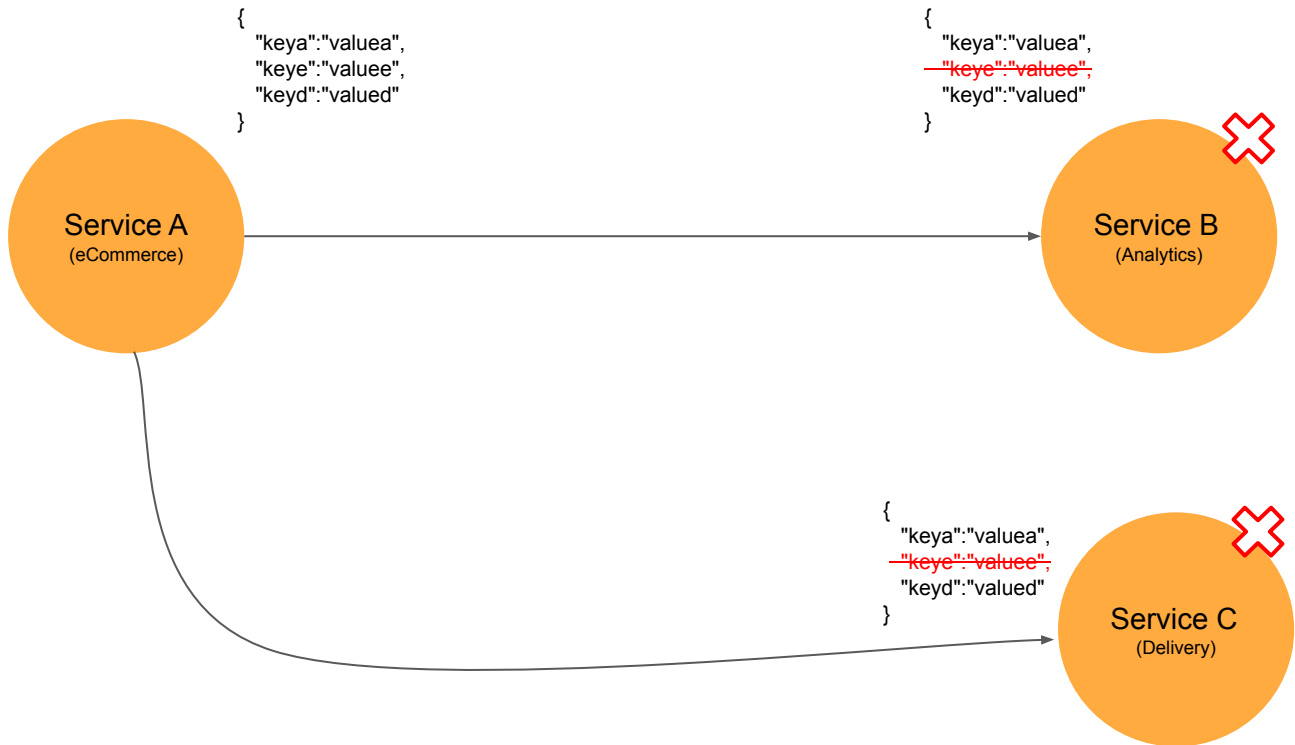 {
"keya":"valuea",
"keye":"valuee",
"keyd":"valued"
}
{
"keya":"valuea",
"keye":"valuee",
"keyd":"valued"
}
Service A
(eCommerce)
Service B
(Analytics)
{
"keya":"valuea",
"keye":"valuee",
"keyd":"valued"
}
Service C
(Delivery)